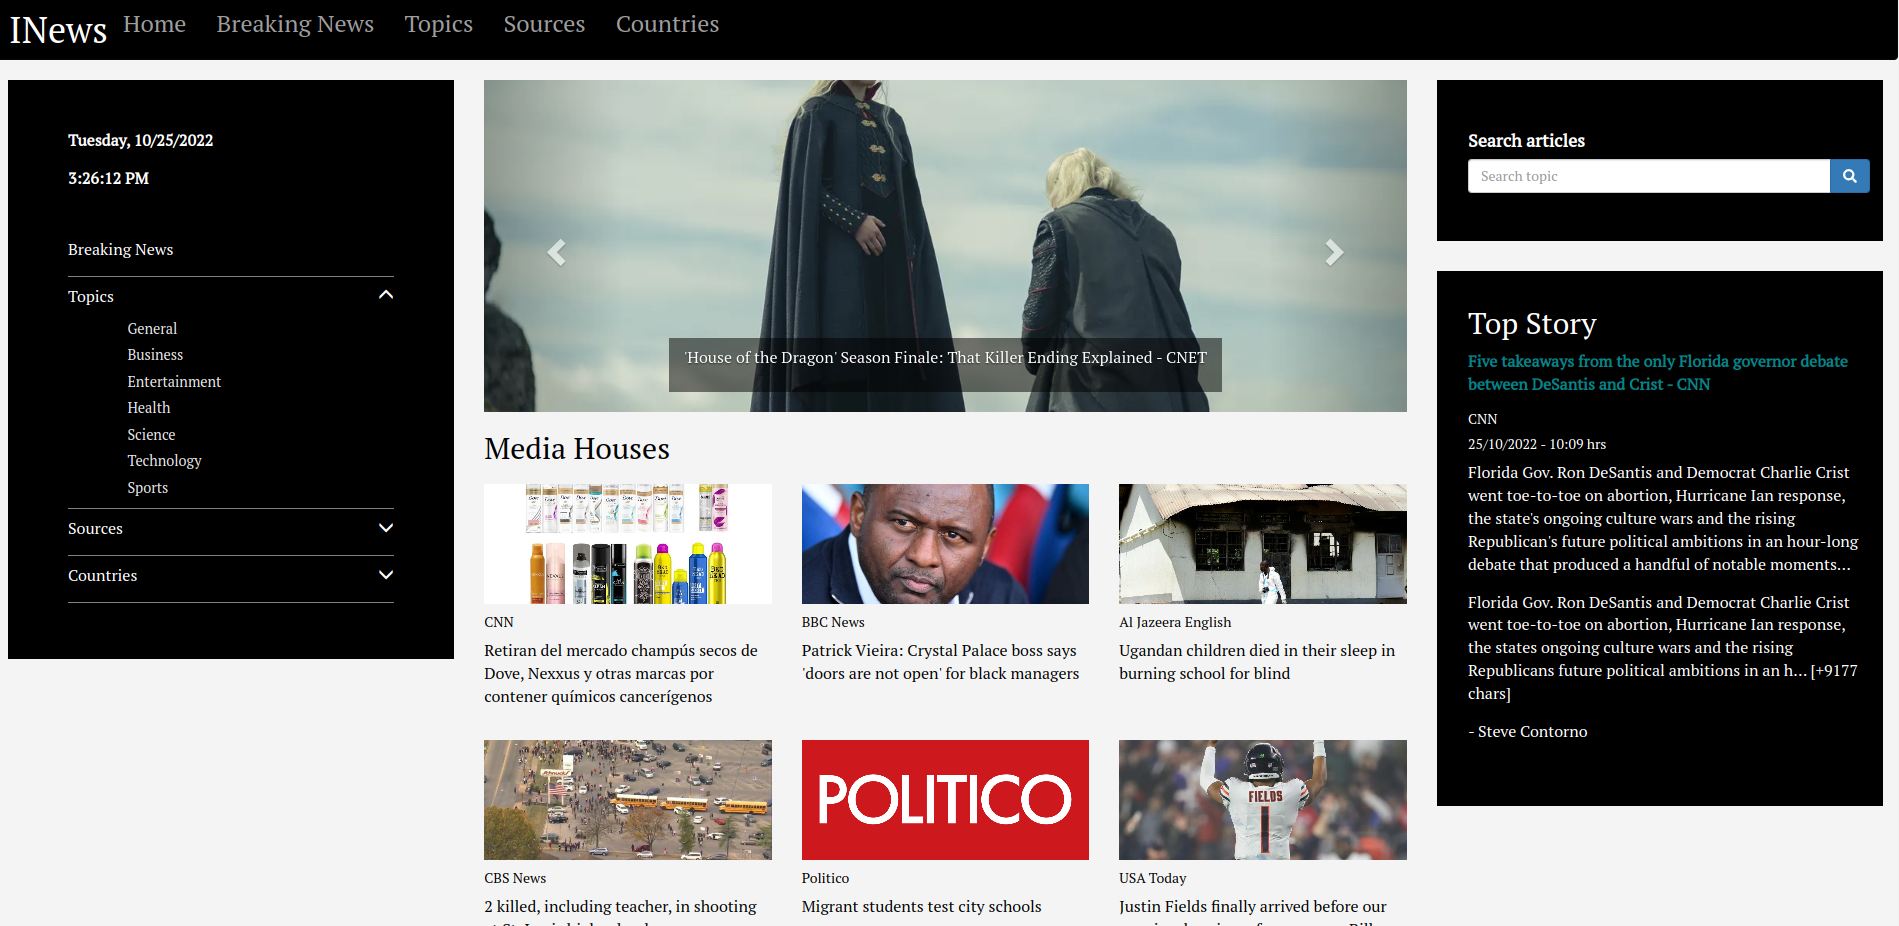 INews Home Breaking News Topics Sources Countries
Tuesday, 10/25/2022
3:26:12 PM
Breaking News
Topics
General
Business
Entertainment
Health
Science
Technology
Sports
Sources
Countries
'House of the Dragon' Season Finale: That Killer Ending Explained - CNET
Media Houses
CNN
Retiran del mercado champús secos de
Dove, Nexxus y otras marcas por
contener químicos cancerígenos
BBC News
Patrick Vieira: Crystal Palace boss says
'doors are not open' for black managers
Al Jazeera English
Ugandan children died in their sleep in
burning school for blind
CBS News
2 killed, including teacher, in shooting
POLITICO
Politico
Migrant students test city schools
FIELDS
1
USA Today
Justin Fields finally arrived before our
Search articles
Search topic
Top Story
Five takeaways from the only Florida governor debate
between DeSantis and Crist - CNN
CNN
25/10/2022 - 10:09 hrs
Florida Gov. Ron DeSantis and Democrat Charlie Crist
went toe-to-toe on abortion, Hurricane Ian response,
the state's ongoing culture wars and the rising
Republican's future political ambitions in an hour-long
debate that produced a handful of notable moments...
Florida Gov. Ron DeSantis and Democrat Charlie Crist
went toe-to-toe on abortion, Hurricane Ian response,
the states ongoing culture wars and the rising
Republicans future political ambitions in an h... [+9177
chars]
- Steve Contorno